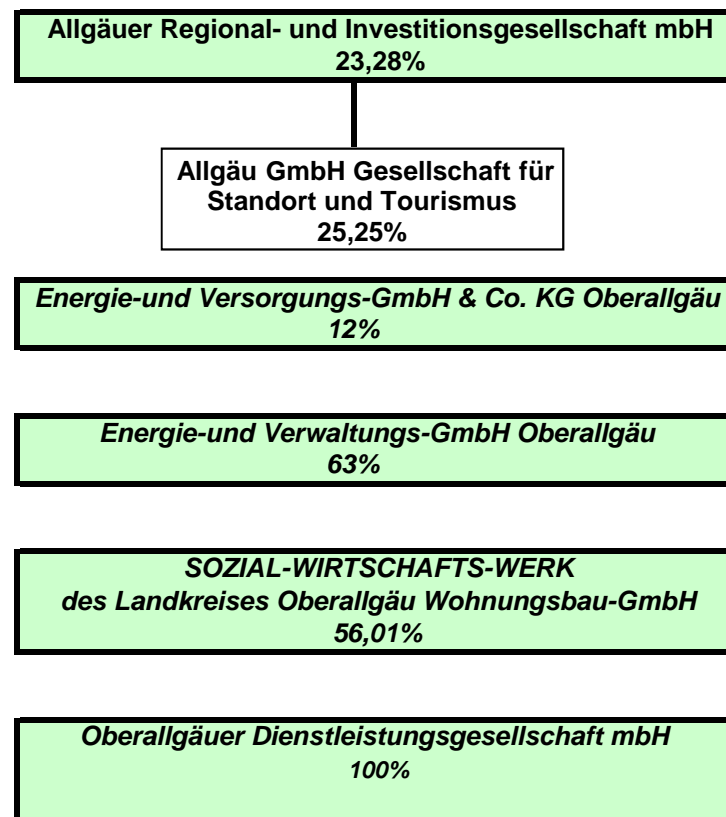 Allgäuer Regional- und Investitionsgesellschaft mbH
23,28%
Allgäu GmbH Gesellschaft für
Standort und Tourismus
25,25%
Energie-und Versorgungs-GmbH & Co. KG Oberallgäu
12%
Energie-und Verwaltungs-GmbH Oberallgäu
63%
SOZIAL-WIRTSCHAFTS-WERK
des Landkreises Oberallgäu Wohnungsbau-GmbH
56,01%
Oberallgäuer Dienstleistungsgesellschaft mbH
100%